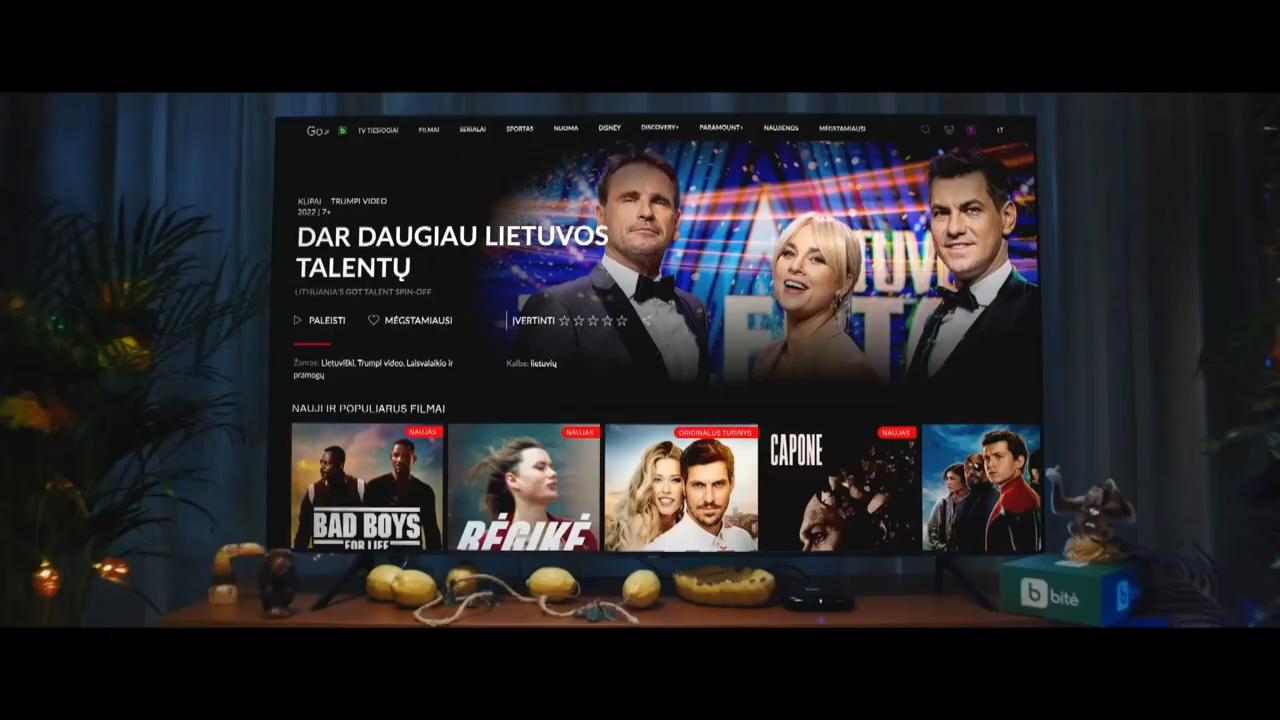 Go b TV TIESIOGIAI FILMAI SERIALAI SPORTAS NUOMA DISNEY DISCOVERY+ PARAMOUNT+ NAUJIENOS MĖGSTAMIAUSI LT
KLIPAI TRUMPI VIDEO
2022 | 7+
DAR DAUGIAU LIETUVOS
TALENTŲ
LITHUANIA'S GOT TALENT SPIN-OFF
PALEISTI MĖGSTAMIAUSI ĮVERTINTI
Žanras: Lietuviški, Trumpi video, Laisvalaikio ir
pramogų
Kalba: lietuvių
NAUJI IR POPULIARŪS FILMAI
NAUJAS
BAD BOYS
FOR LIFE
NAUJAS
BĖGIKĖ
ORIGINALUS TURINYS
NAUJAS
CAPONE
b bitė
b